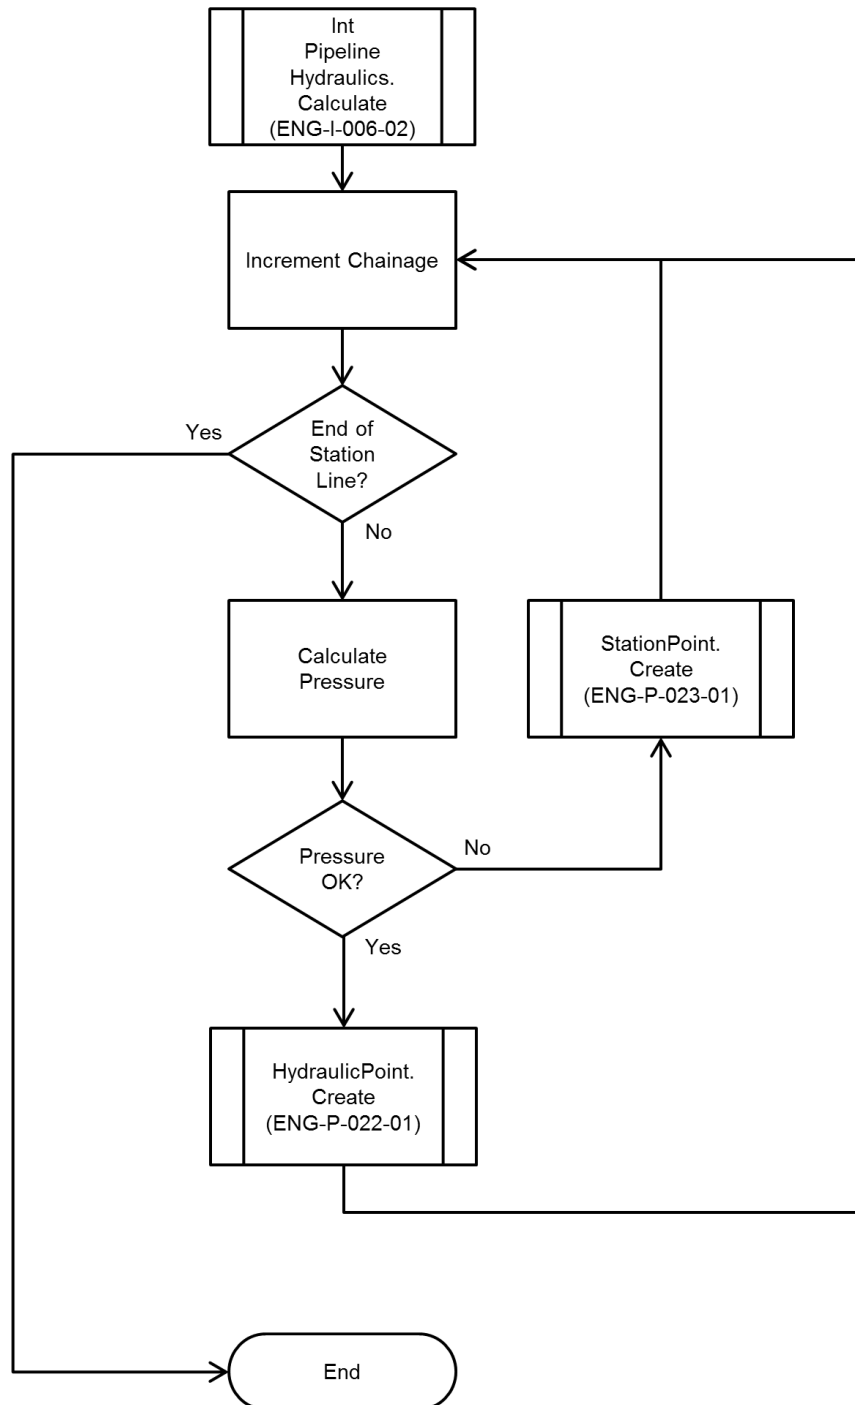 Int
Pipeline
Hydraulics.
Calculate
(ENG-I-006-02)
Increment Chainage
End of
Station
Line?
Yes
No
Calculate
Pressure
StationPoint.
Create
(ENG-P-023-01)
Pressure
OK?
No
Yes
HydraulicPoint.
Create
(ENG-P-022-01)
End